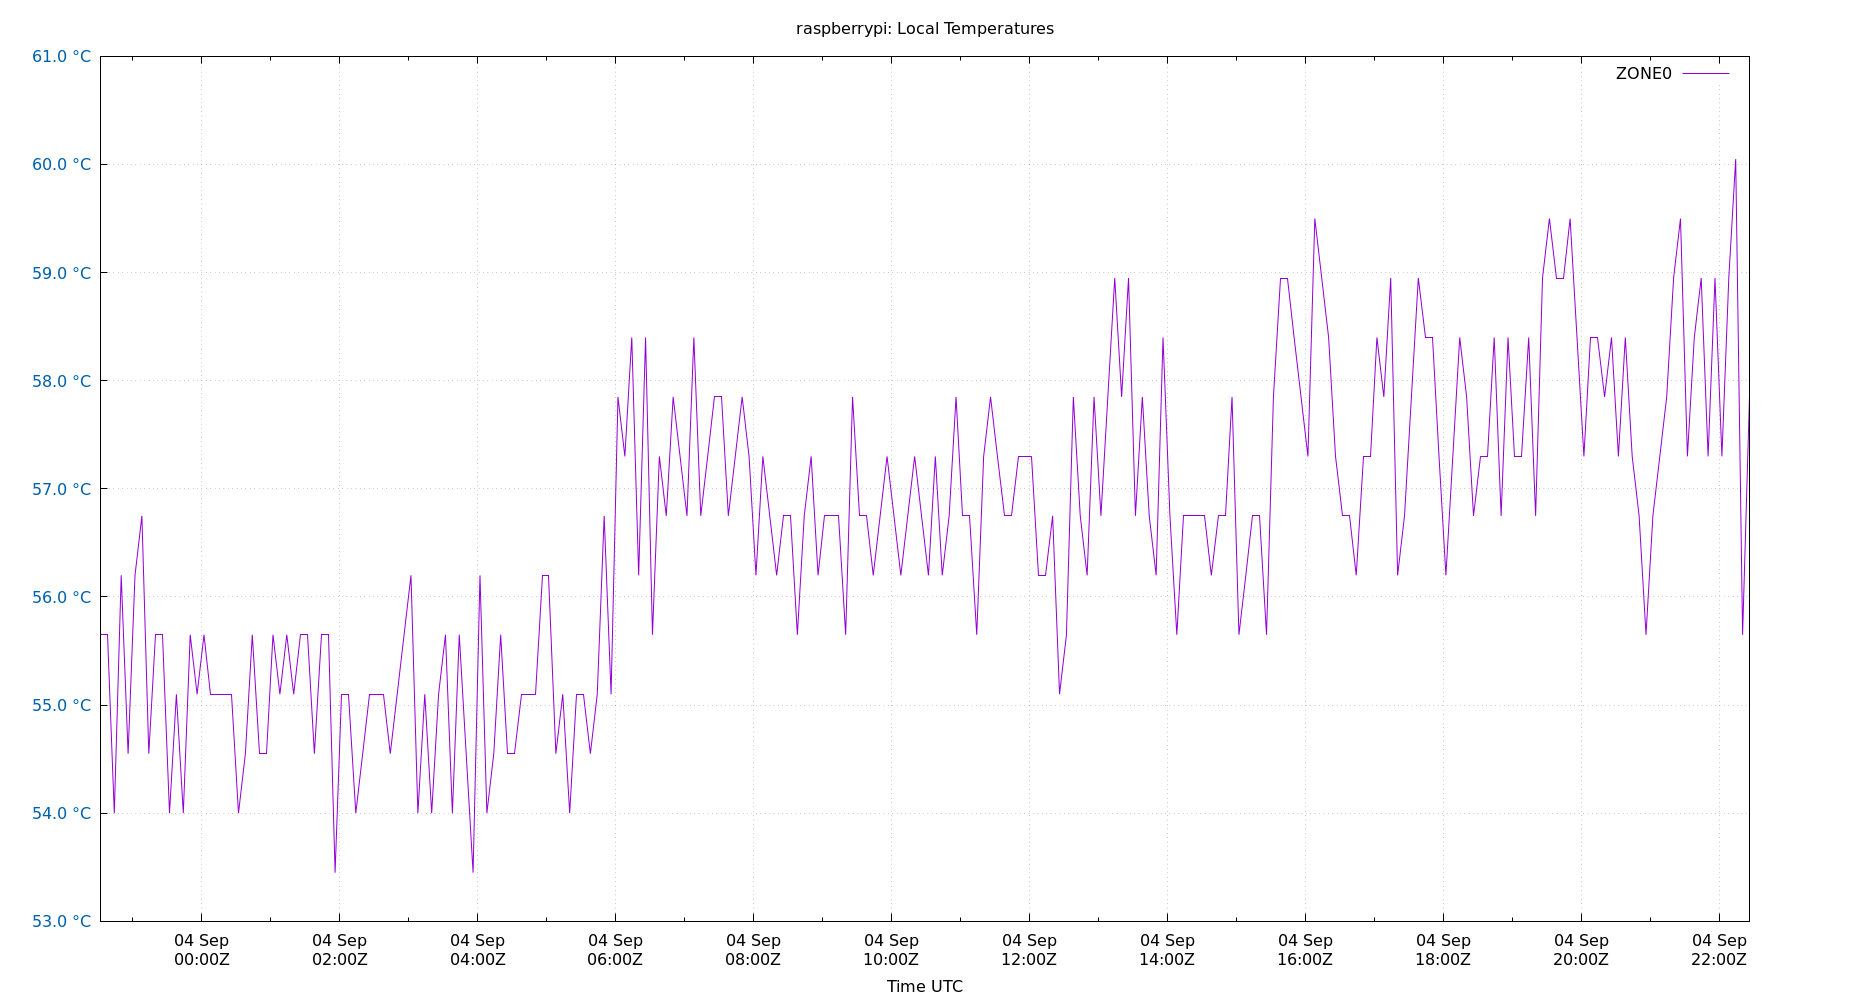 raspberrypi: Local Temperatures
61.0 °C
ZONE0
60.0 °C
59.0 °C
58.0 °C
57.0 °C
56.0 °C
55.0 °C
54.0 °C
53.0 °C
04 Sep 04 Sep 04 Sep 04 Sep 04 Sep 04 Sep 04 Sep 04 Sep 04 Sep 04 Sep 04 Sep 04 Sep
00:00Z 02:00Z 04:00Z 06:00Z 08:00Z 10:00Z 12:00Z 14:00Z 16:00Z 18:00Z 20:00Z 22:00Z
Time UTC